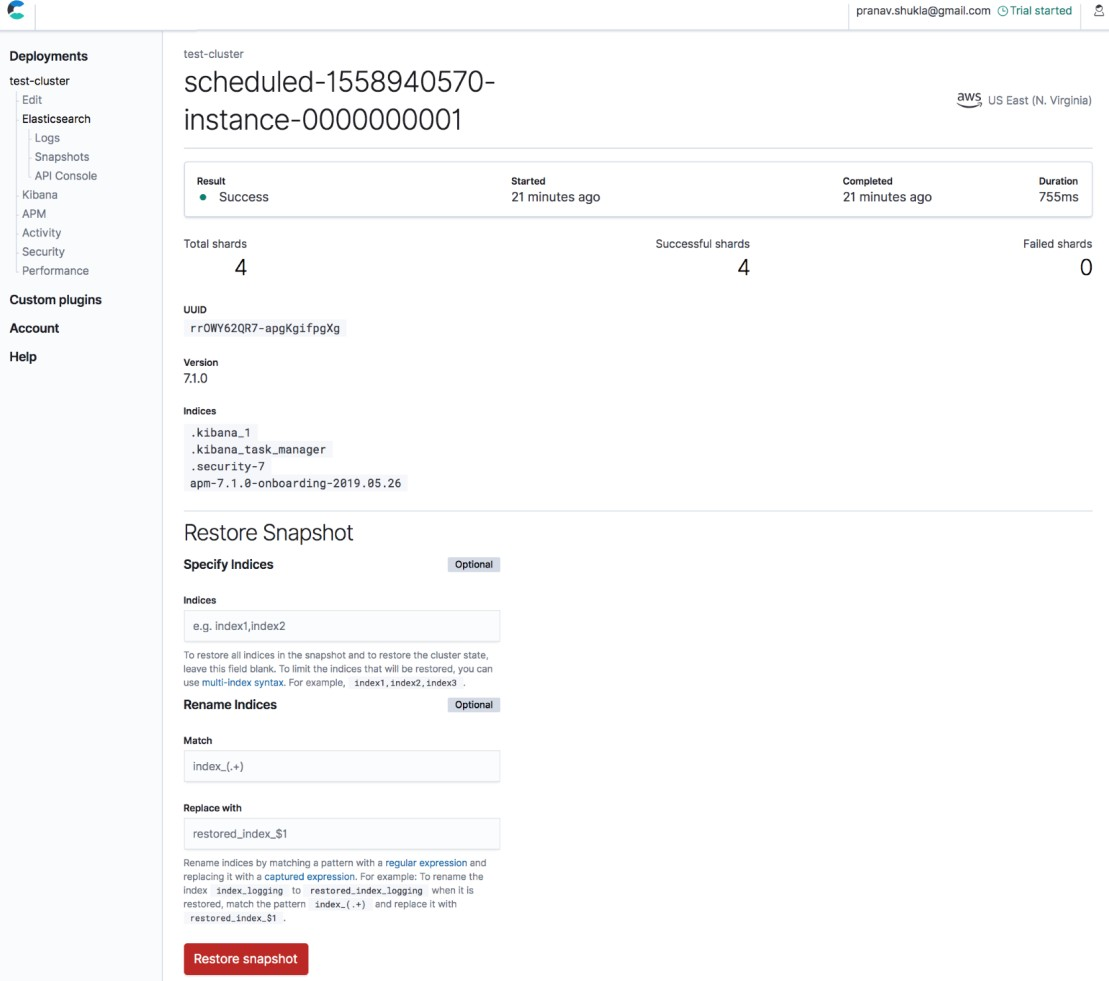 pranav.shukla@gmail.com Trial started
Deployments
test-cluster
Edit
Elasticsearch
Logs
Snapshots
API Console
Kibana
APM
Activity
Security
Performance
Custom plugins
Account
Help
test-cluster
scheduled-1558940570-
instance-0000000001
aws US East (N. Virginia)
Result Started Completed Duration
Success 21 minutes ago 21 minutes ago 755ms
Total shards Successful shards Failed shards
4 4 0
UUID
rrOWY62QR7-apgKgifpgXg
Version
7.1.0
Indices
.kibana_1
.kibana_task_manager
.security-7
apm-7.1.0-onboarding-2019.05.26
Restore Snapshot
Specify Indices Optional
Indices
e.g. index1,index2
To restore all indices in the snapshot and to restore the cluster state,
leave this field blank. To limit the indices that will be restored, you can
use multi-index syntax. For example, index1,index2,index3 .
Rename Indices Optional
Match
index_(.+)
Replace with
restored_index_$1
Rename indices by matching a pattern with a regular expression and
replacing it with a captured expression. For example: To rename the
index index_logging to restored_index_logging when it is
restored, match the pattern index_(.+) and replace it with
restored_index_$1 .
Restore snapshot